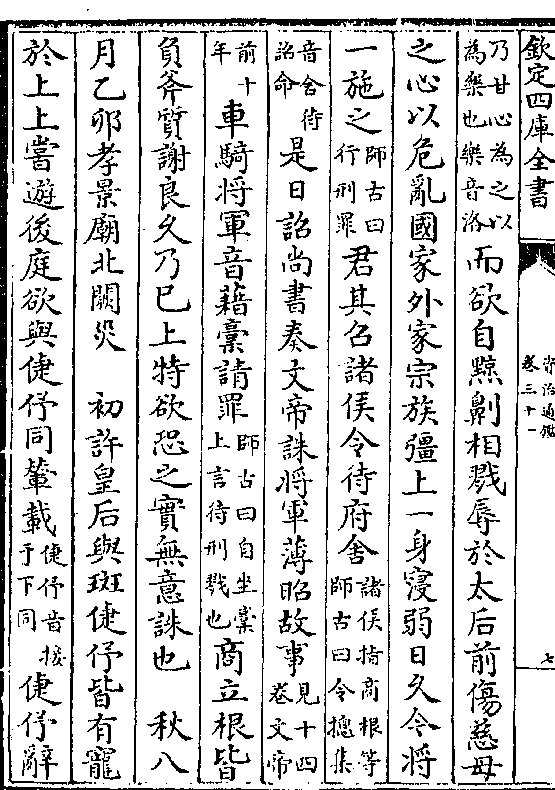 欽定四庫全書
資治通鑑
卷三十一
七
乃甘心為之以
為樂也樂音洛
而欲自黥劓相戮辱於太后前傷慈母
之心以危亂國家外家宗族彊上一身寖弱日久今將
一施之
師古曰
行刑罪
君其召諸侯令待府舍
諸侯指商根等
師古曰令揔集
音舍待
詔命
是日詔尚書奏文帝誅將軍薄昭故事
見十四
卷文帝
前十
年
車騎將軍音藉稾請罪
師古曰自坐稾
上言待刑戮也
商立根皆
負斧質謝良久乃已上特欲恐之實無意誅也 秋八
月乙卯孝景廟北闕災 初許皇后與班倢伃皆有寵
於上上嘗遊後庭欲與倢伃同輦載
倢伃音接
于下同
倢伃辭